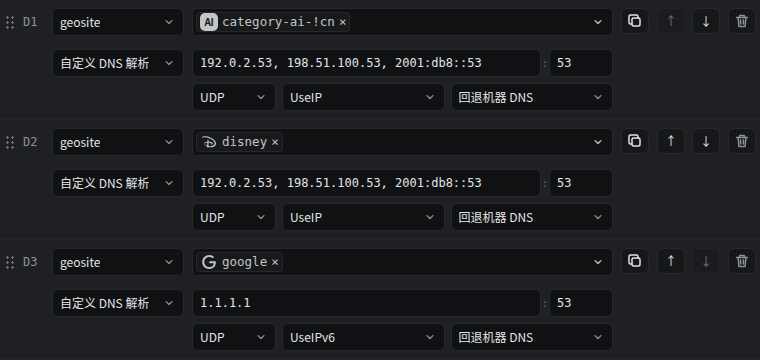 D1 geosite AI category-ai-!cn ×
自定义 DNS 解析 192.0.2.53, 198.51.100.53, 2001:db8::53 : 53
UDP UseIP 回退机器 DNS
D2 geosite disney ×
自定义 DNS 解析 192.0.2.53, 198.51.100.53, 2001:db8::53 : 53
UDP UseIP 回退机器 DNS
D3 geosite google ×
自定义 DNS 解析 1.1.1.1 : 53
UDP UseIPv6 回退机器 DNS